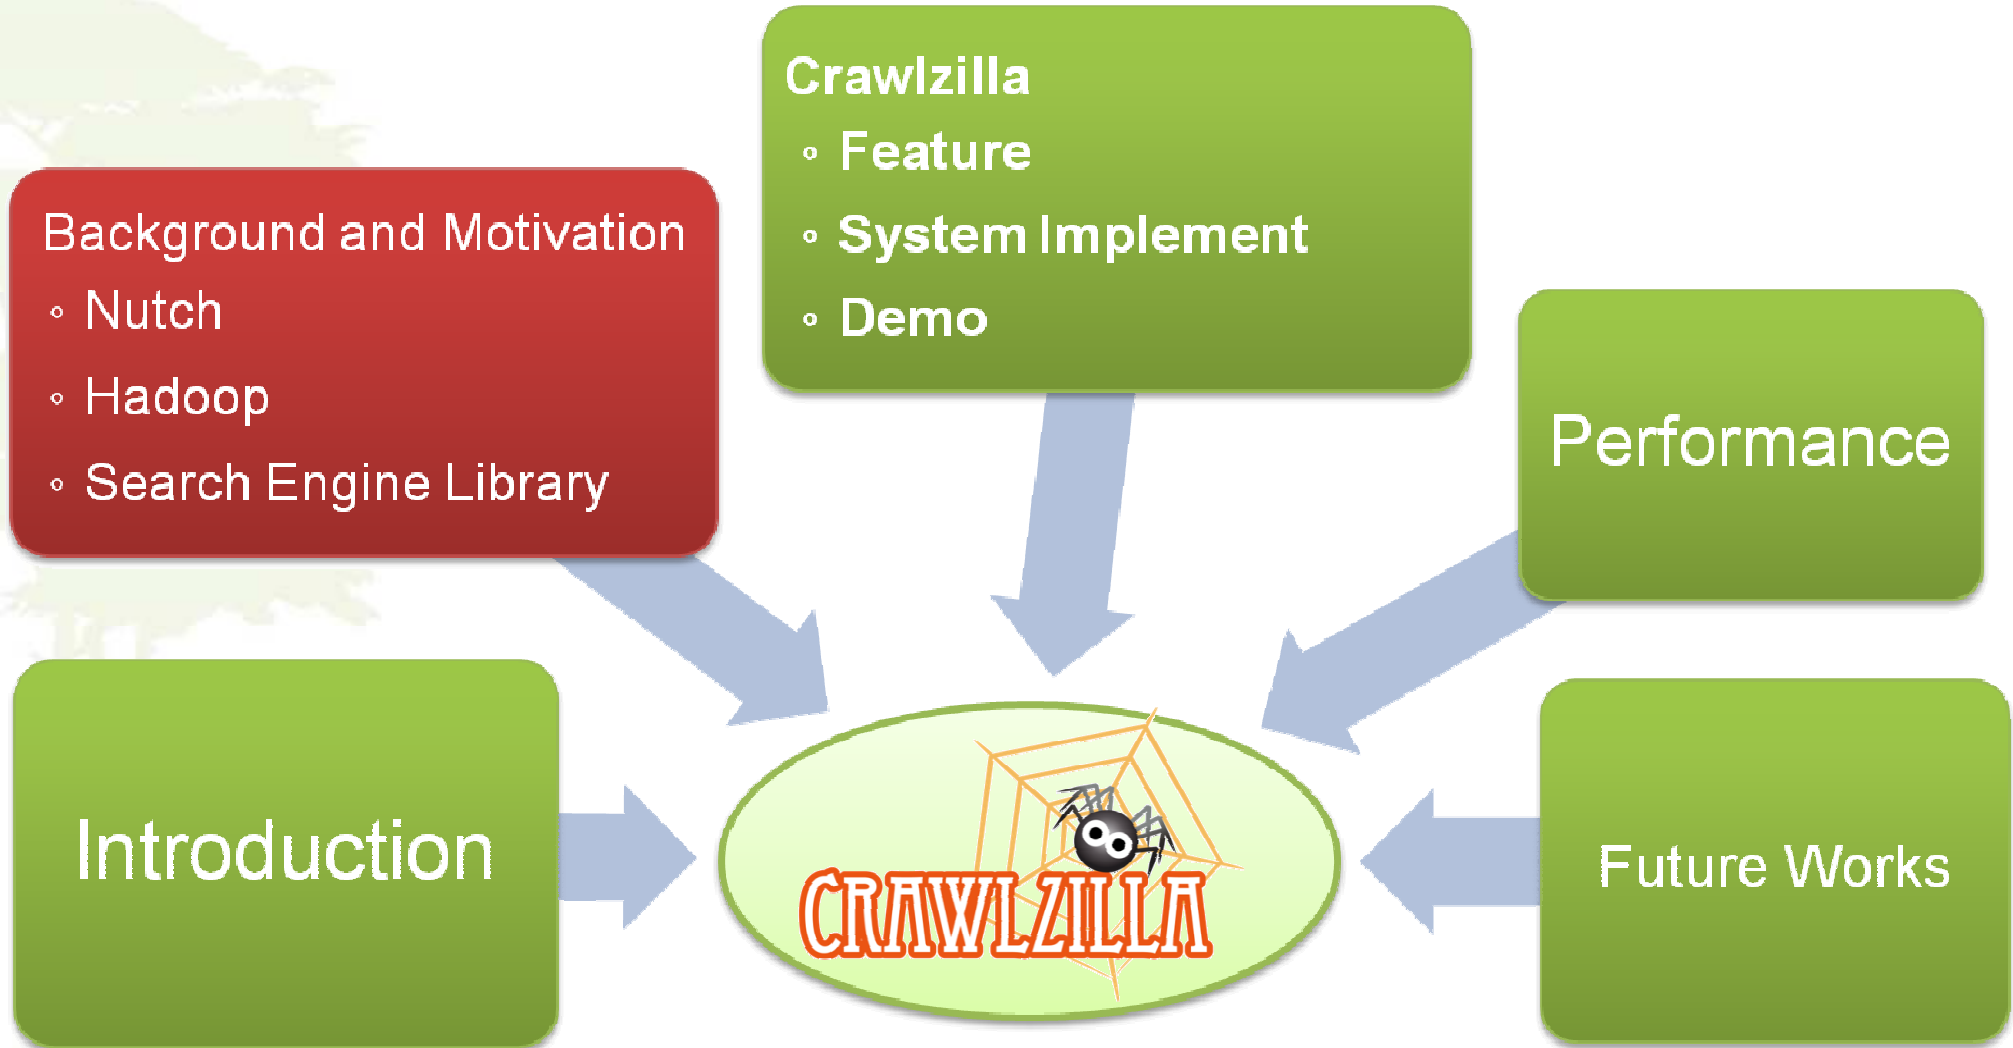 Crawlzilla
◦ Feature
◦ System Implement
◦ Demo
Background and Motivation
◦ Nutch
◦ Hadoop
◦ Search Engine Library
Performance
Introduction
Future Works
CRAWLZILLA